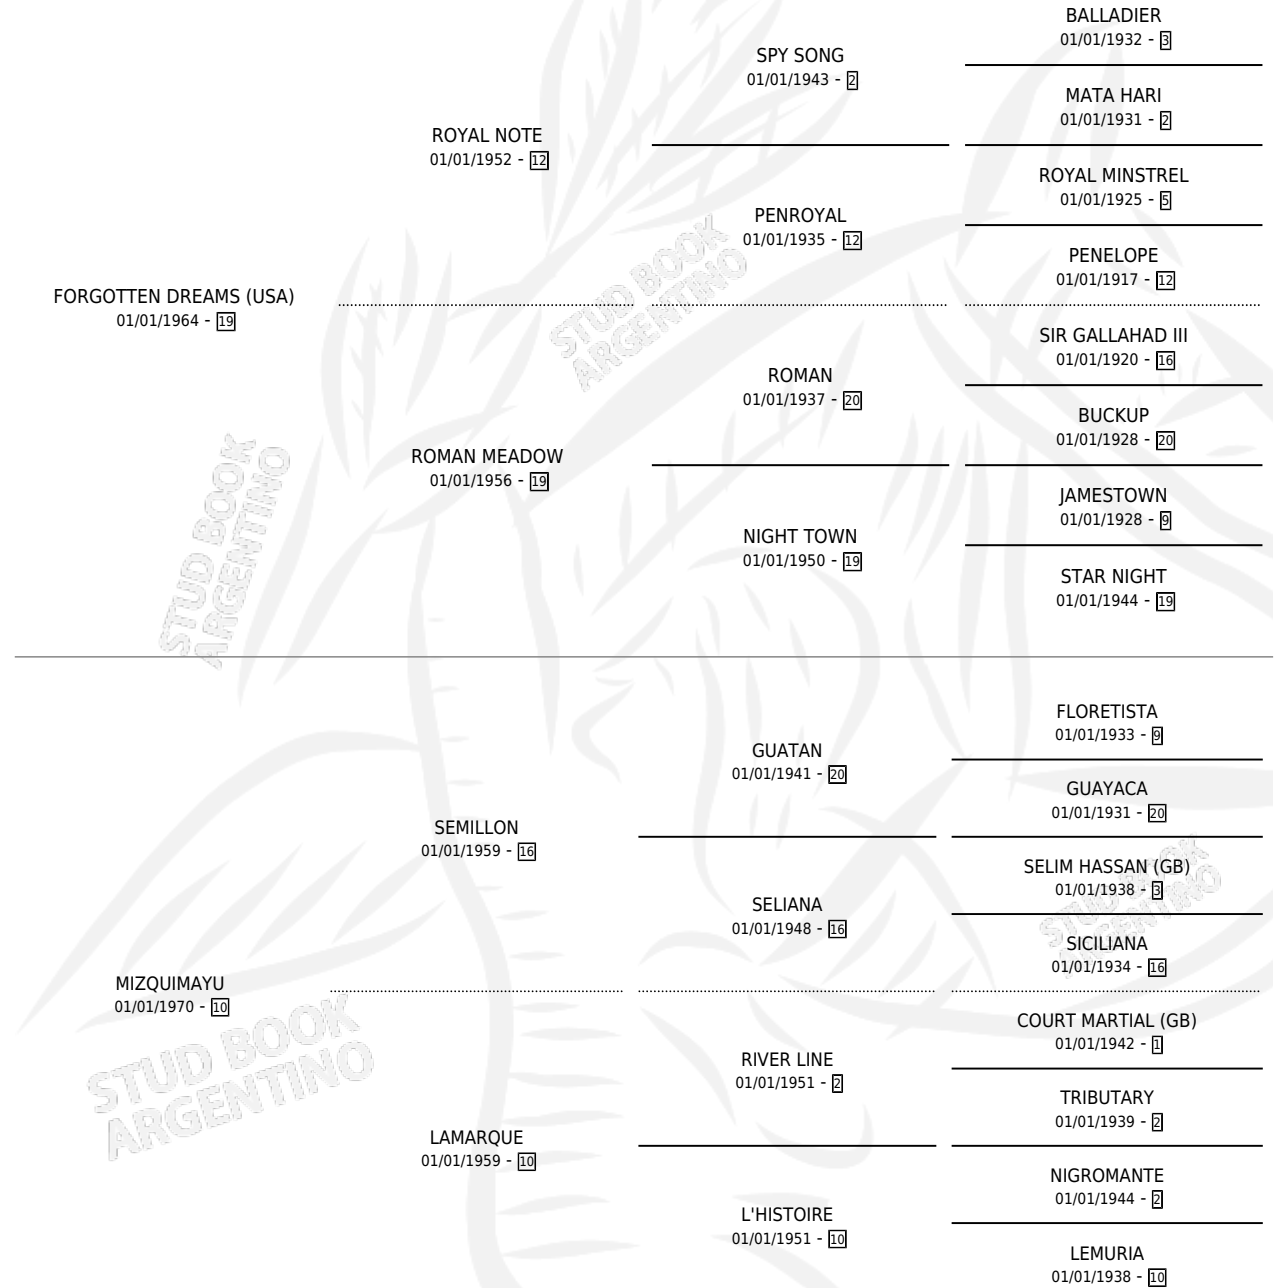 BALLADIER
01/01/1932 - 3
SPY SONG
01/01/1943 - 2
MATA HARI
01/01/1931 - 2
ROYAL NOTE
01/01/1952 - 12
ROYAL MINSTREL
01/01/1925 - 5
PENROYAL
01/01/1935 - 12
PENELOPE
01/01/1917 - 12
FORGOTTEN DREAMS (USA)
01/01/1964 - 19
STUD BOOK
ARGENTINO
SIR GALLAHAD III
01/01/1920 - 16
ROMAN
01/01/1937 - 20
BUCKUP
01/01/1928 - 20
ROMAN MEADOW
01/01/1956 - 19
JAMESTOWN
01/01/1928 - 9
NIGHT TOWN
01/01/1950 - 19
STAR NIGHT
01/01/1944 - 19
STUD BOOK
ARGENTINO
FLORETISTA
01/01/1933 - 9
GUATAN
01/01/1941 - 20
GUAYACA
01/01/1931 - 20
SEMILLON
01/01/1959 - 16
SELIM HASSAN (GB)
01/01/1938 - 3
SELIANA
01/01/1948 - 16
SICILIANA
01/01/1934 - 16
STUD BOOK
ARGENTINO
MIZQUIMAYU
01/01/1970 - 10
COURT MARTIAL (GB)
01/01/1942 - 1
RIVER LINE
01/01/1951 - 2
TRIBUTARY
01/01/1939 - 2
STUD BOOK
ARGENTINO
LAMARQUE
01/01/1959 - 10
NIGROMANTE
01/01/1944 - 2
L'HISTOIRE
01/01/1951 - 10
LEMURIA
01/01/1938 - 10